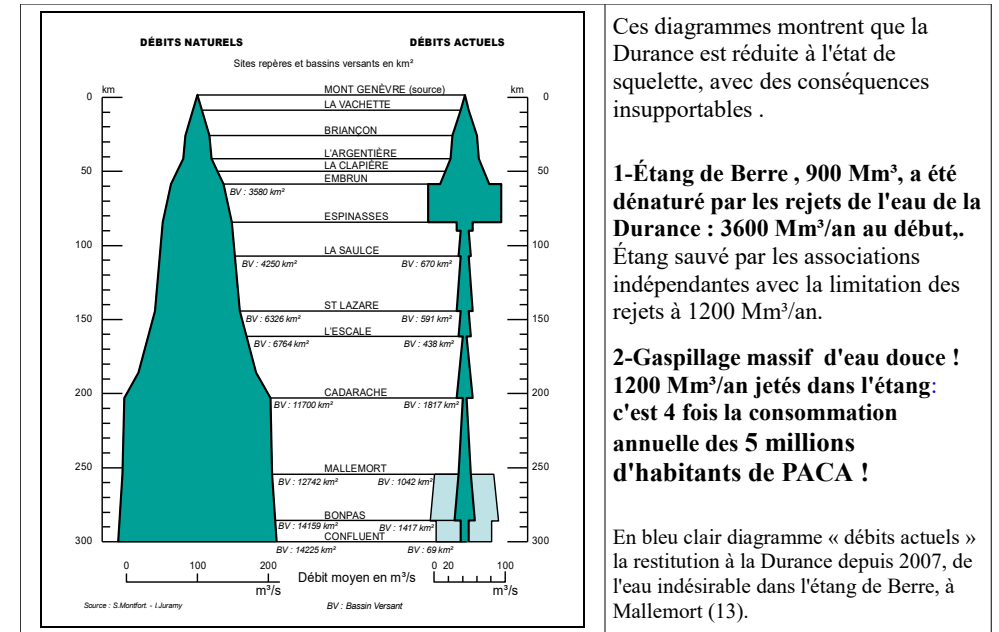 DÉBITS NATURELS
DÉBITS ACTUELS
Sites repères et bassins versants en km²
km
km
0
MONT GENÈVRE (source)
0
LA VACHETTE
BRIANÇON
L'ARGENTIÈRE
50
LA CLAPIÈRE
50
EMBRUN
BV : 3580 km²
ESPINASSES
100
LA SAULCE
100
BV : 4250 km²
BV : 670 km²
ST LAZARE
150
BV : 6326 km²
BV : 591 km²
150
L'ESCALE
BV : 6764 km²
BV : 438 km²
200
CADARACHE
200
BV : 11700 km²
BV : 1817 km²
250
MALLEMORT
250
BV : 12742 km²
BV : 1042 km²
BONPAS
BV : 14159 km²
BV : 1417 km²
300
CONFLUENT
300
BV : 14225 km²
BV : 69 km²
0
100
200
0
20
100
m³/s
Débit moyen en m³/s
m³/s
Source : S.Montfort. - I.Juramy
BV : Bassin Versant
Ces diagrammes montrent que la
Durance est réduite à l'état de
squelette, avec des conséquences
insupportables .
1-Étang de Berre , 900 Mm³, a été
dénaturé par les rejets de l'eau de la
Durance : 3600 Mm³/an au début,.
Étang sauvé par les associations
indépendantes avec la limitation des
rejets à 1200 Mm³/an.
2-Gaspillage massif d'eau douce !
1200 Mm³/an jetés dans l'étang:
c'est 4 fois la consommation
annuelle des 5 millions
d'habitants de PACA !
En bleu clair diagramme « débits actuels »
la restitution à la Durance depuis 2007, de
l'eau indésirable dans l'étang de Berre, à
Mallemort (13).